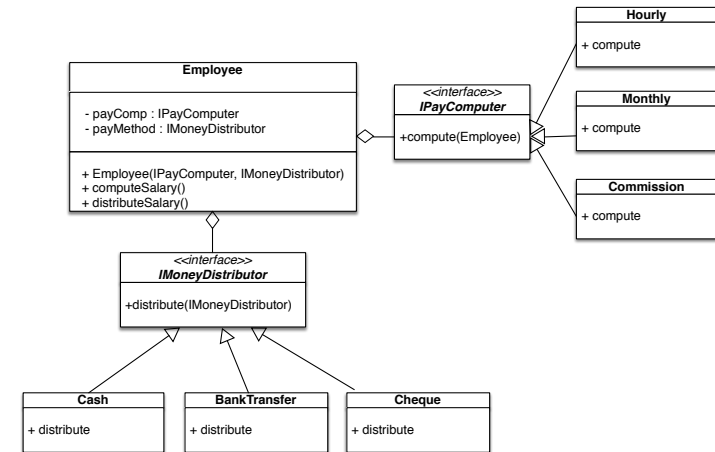 Employee
- payComp : IPayComputer
- payMethod : IMoneyDistributor
+ Employee(IPayComputer, IMoneyDistributor)
+ computeSalary()
+ distributeSalary()
<<interface>>
IPayComputer
+compute(Employee)
Hourly
+ compute
Monthly
+ compute
Commission
+ compute
<<interface>>
IMoneyDistributor
+distribute(IMoneyDistributor)
Cash
+ distribute
BankTransfer
+ distribute
Cheque
+ distribute